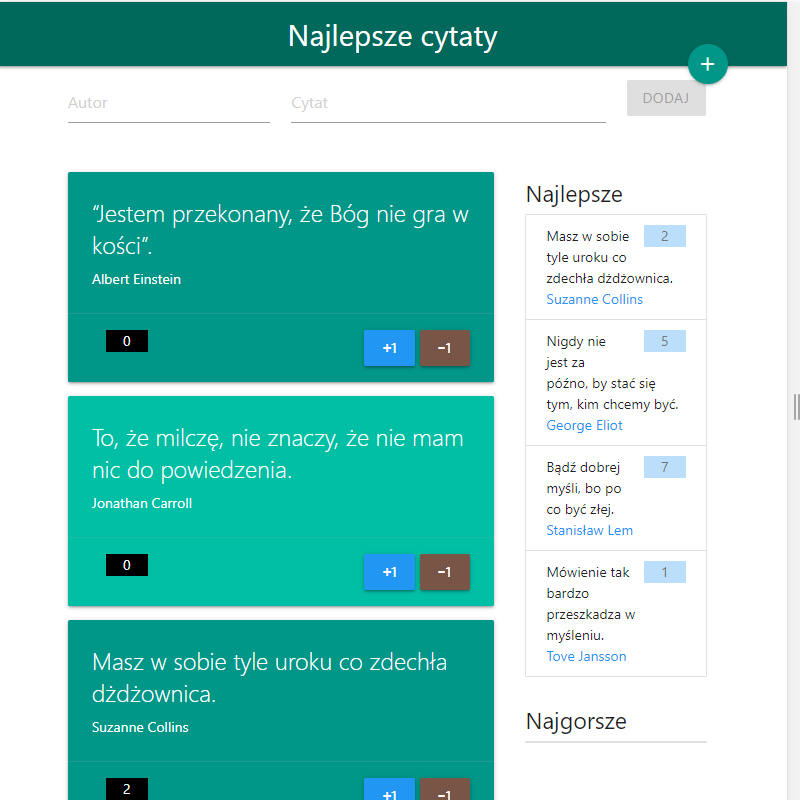 Najlepsze cytaty
+
Autor
Cytat
DODAJ
“Jestem przekonany, że Bóg nie gra w
kości”.
Albert Einstein
0
+1
−1
To, że milczę, nie znaczy, że nie mam
nic do powiedzenia.
Jonathan Carroll
0
+1
−1
Masz w sobie tyle uroku co zdechła
dżdżownica.
Suzanne Collins
2
+1
−1
Najlepsze
Masz w sobie
2
tyle uroku co
zdechła dżdżownica.
Suzanne Collins
Nigdy nie
5
jest za
późno, by stać się
tym, kim chcemy być.
George Eliot
Bądź dobrej
7
myśli, bo po
co być złej.
Stanisław Lem
Mówienie tak
1
bardzo
przeszkadza w
myśleniu.
Tove Jansson
Najgorsze